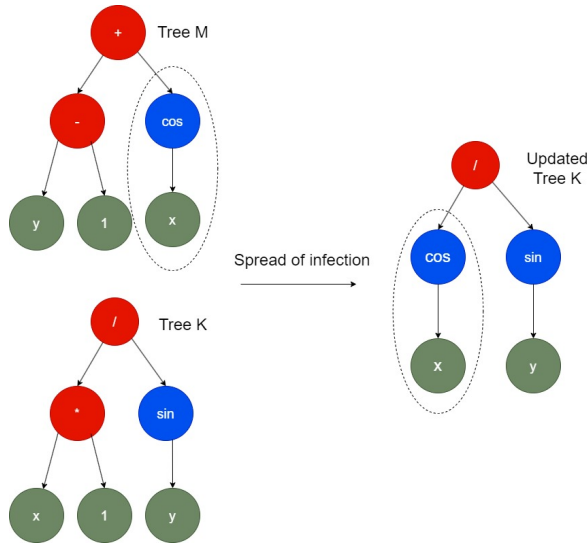 +
Tree M
-
cos
y
1
x
Spread of infection
/
Tree K
*
sin
x
1
y
/
Updated
Tree K
cos
sin
x
y